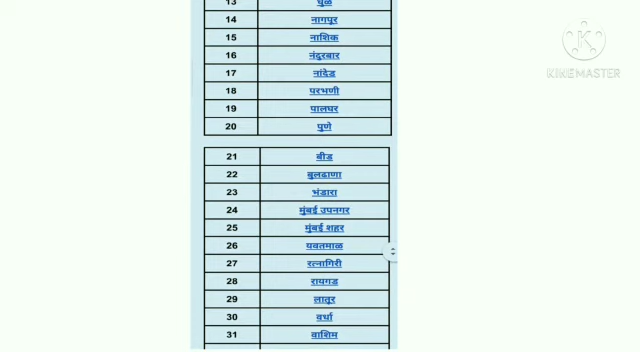 13 धुळे
14 नागपूर
15 नाशिक
16 नंदुरबार
17 नांदेड
18 परभणी
19 पालघर
20 पुणे
21 बीड
22 बुलढाणा
23 भंडारा
24 मुंबई उपनगर
25 मुंबई शहर
26 यवतमाळ
27 रत्नागिरी
28 रायगड
29 लातूर
30 वर्धा
31 वाशिम
K
KINEMASTER